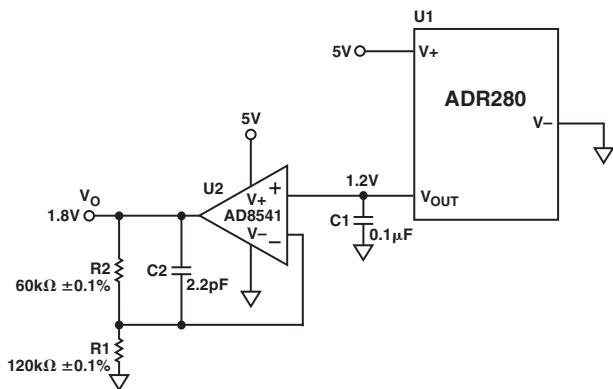 U1
5V
V+
ADR280
V–
VOUT
1.2V
C1
0.1μF
5V
U2
V+
+
AD8541
V–
–
VO
1.8V
R2
60kΩ ±0.1%
C2
2.2pF
R1
120kΩ ±0.1%